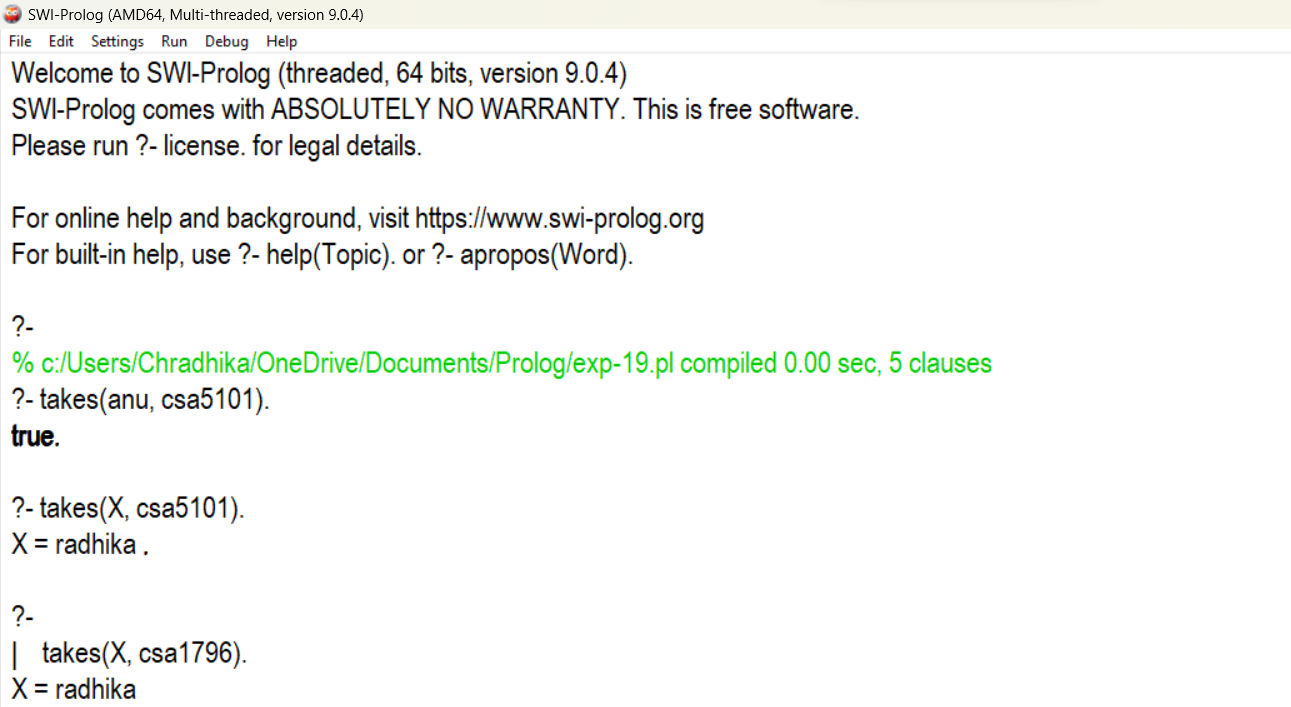 SWI-Prolog (AMD64, Multi-threaded, version 9.0.4)
File Edit Settings Run Debug Help
Welcome to SWI-Prolog (threaded, 64 bits, version 9.0.4)
SWI-Prolog comes with ABSOLUTELY NO WARRANTY. This is free software.
Please run ?- license. for legal details.
For online help and background, visit https://www.swi-prolog.org
For built-in help, use ?- help(Topic). or ?- apropos(Word).
?-
% c:/Users/Chradhika/OneDrive/Documents/Prolog/exp-19.pl compiled 0.00 sec, 5 clauses
?- takes(anu, csa5101).
true.
?- takes(X, csa5101).
X = radhika .
?-
| takes(X, csa1796).
X = radhika